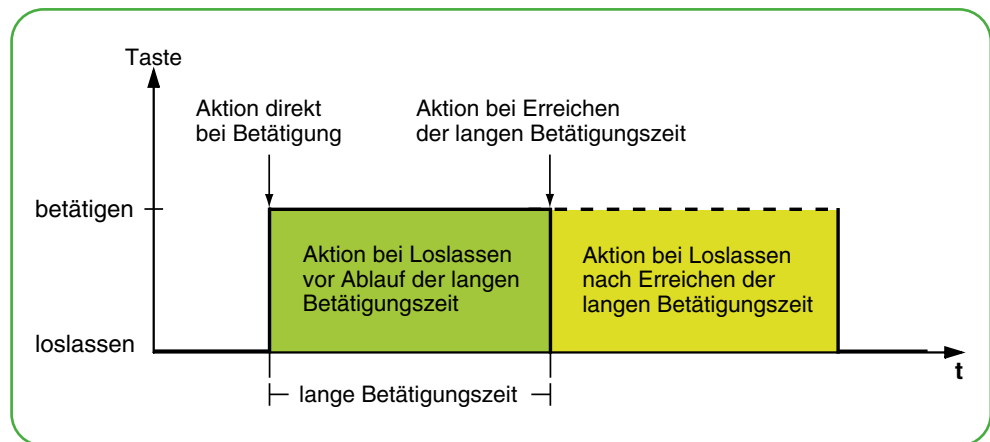 Taste
Aktion direkt
bei Betätigung
Aktion bei Erreichen
der langen Betätigungszeit
betätigen
Aktion bei Loslassen
vor Ablauf der langen
Betätigungszeit
Aktion bei Loslassen
nach Erreichen der
langen Betätigungszeit
loslassen
t
lange Betätigungszeit